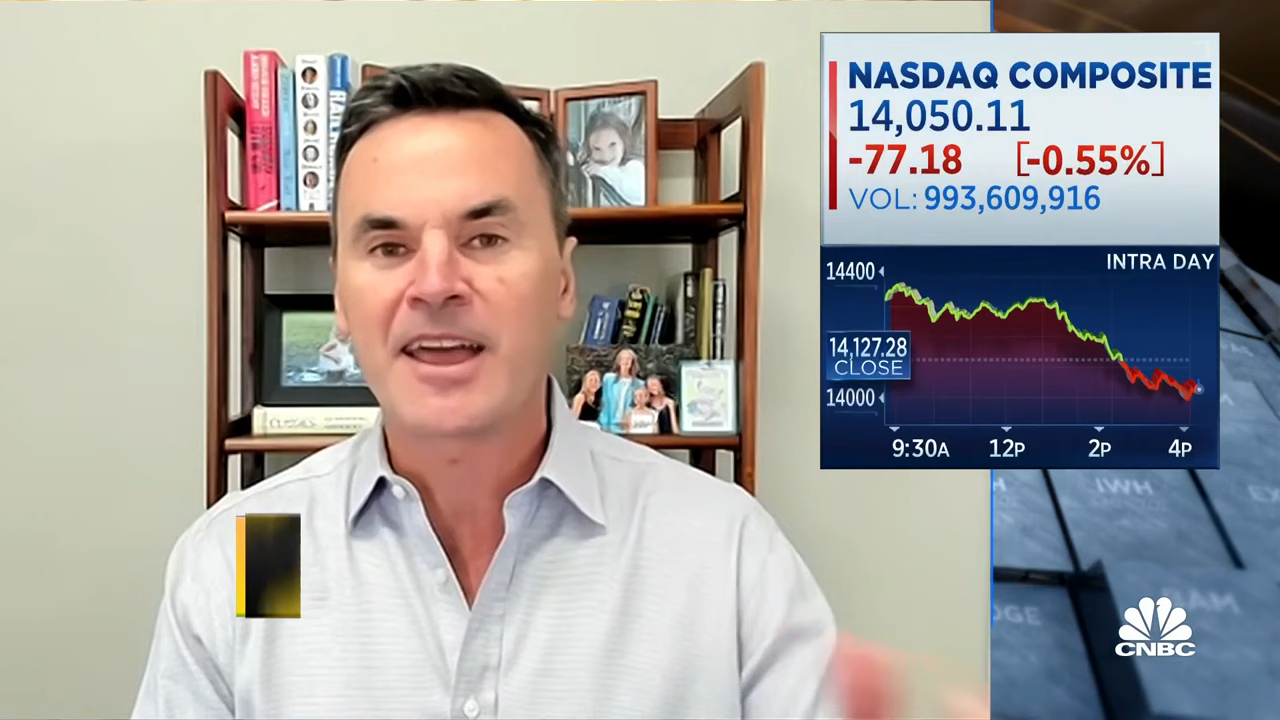 NASDAQ COMPOSITE
14,050.11
-77.18 [-0.55%]
VOL: 993,609,916
INTRA DAY
14400
14,127.28
CLOSE
14000
9:30A 12P 2P 4P
IWH
CNBC